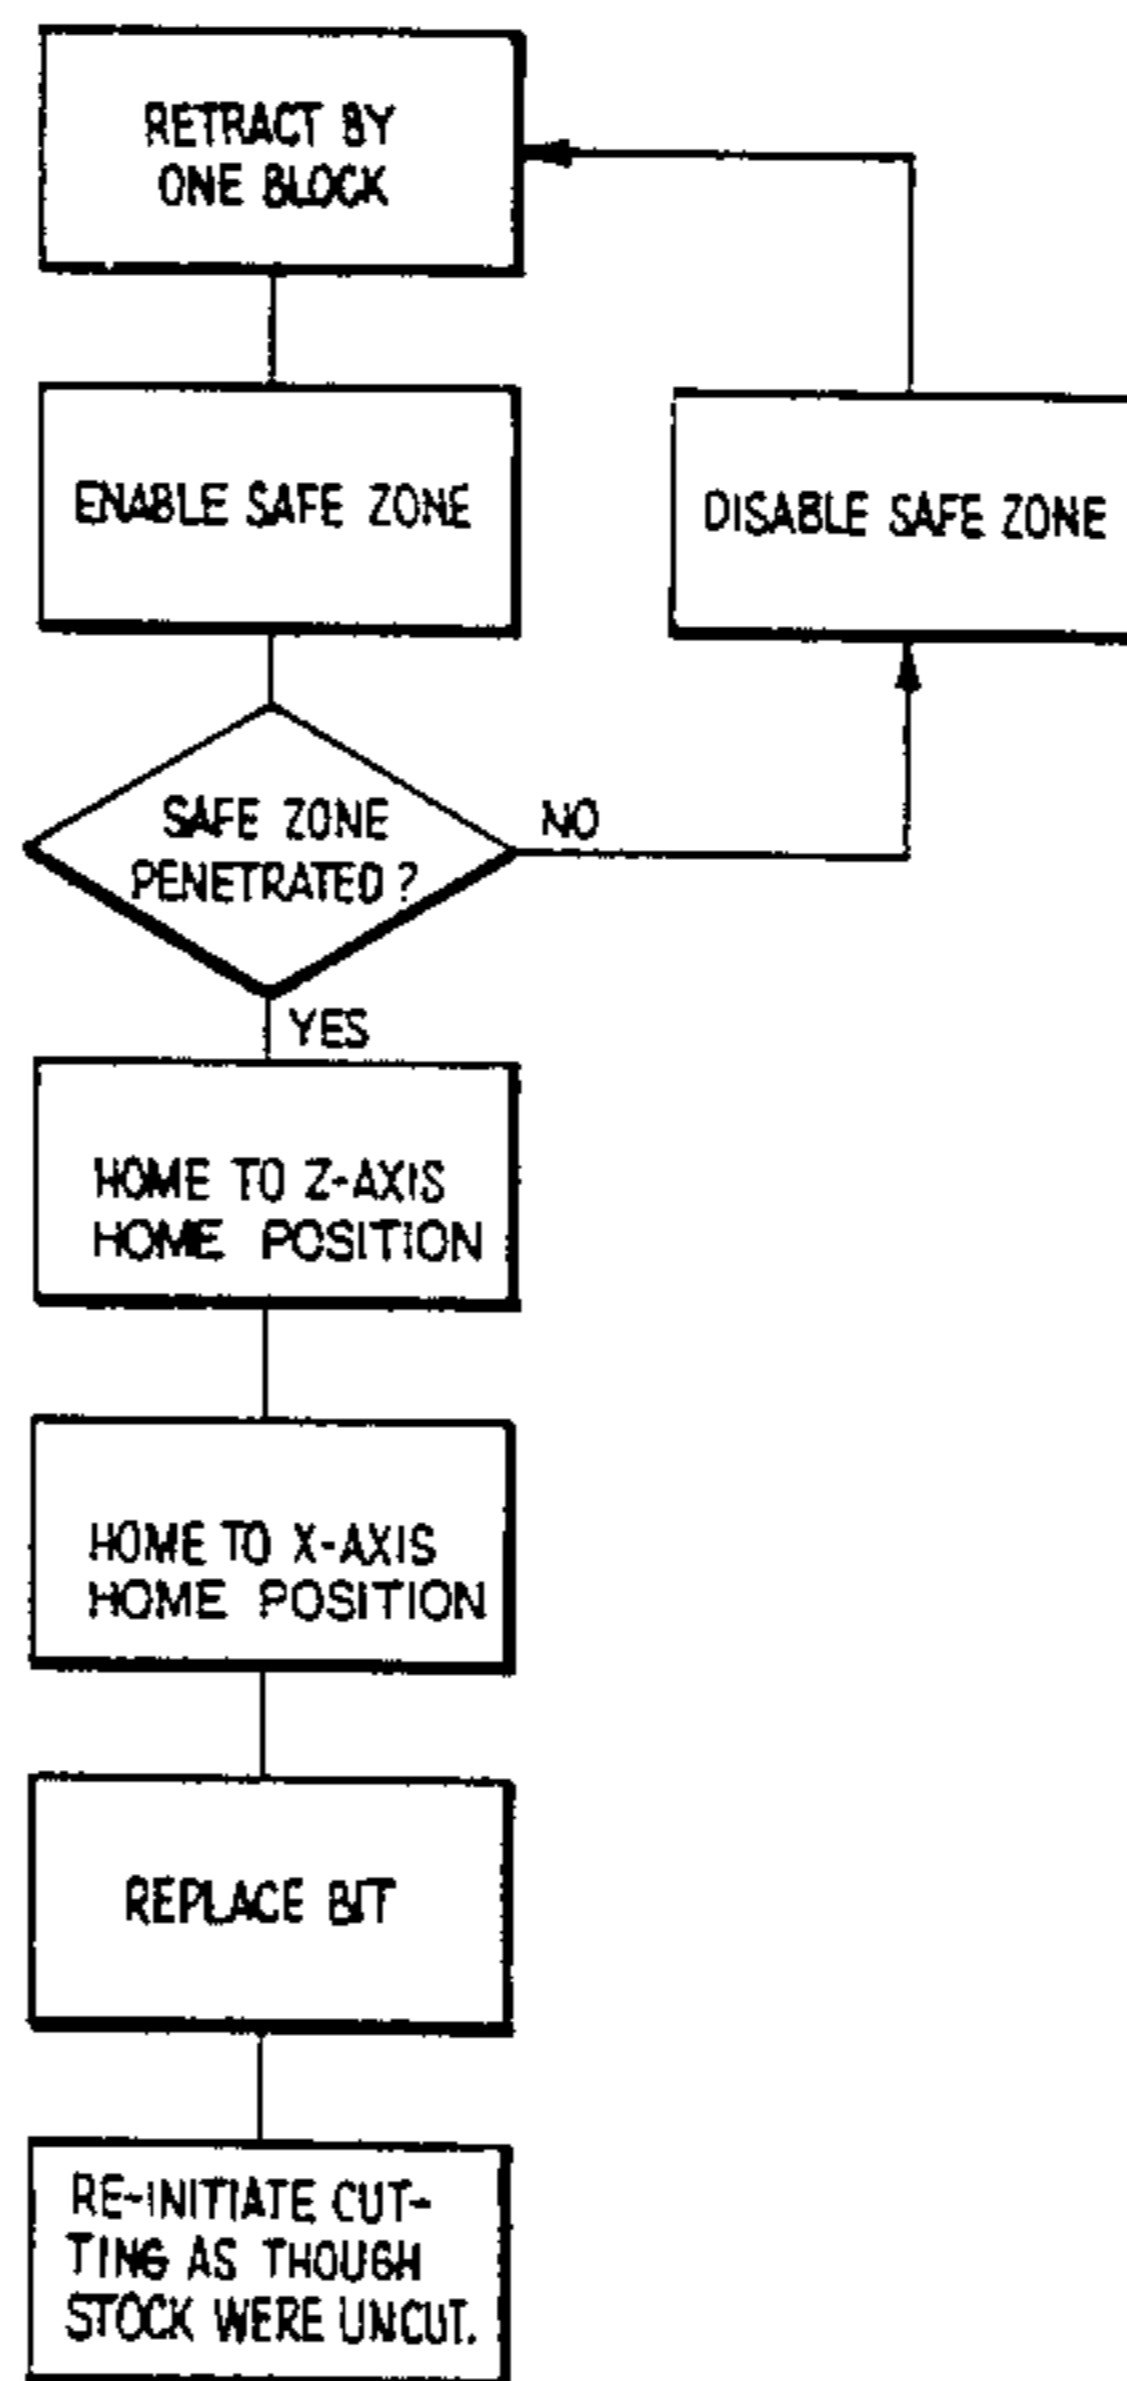 RETRACT BY
ONE BLOCK
ENABLE SAFE ZONE
DISABLE SAFE ZONE
SAFE ZONE
PENETRATED?
NO
YES
HOME TO Z-AXIS
HOME POSITION
HOME TO X-AXIS
HOME POSITION
REPLACE BIT
RE-INITIATE CUT-
TING AS THOUGH
STOCK WERE UNCUT.